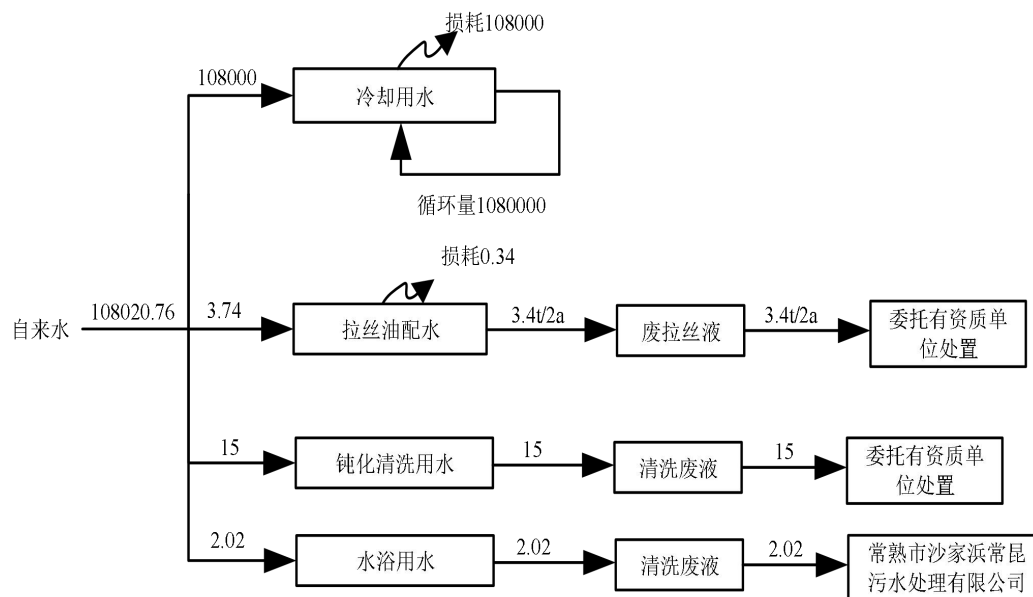 损耗108000
108000
冷却用水
循环量1080000
损耗0.34
自来水
108020.76
3.74
拉丝油配水
3.4t/2a
废拉丝液
3.4t/2a
委托有资质单
位处置
15
钝化清洗用水
15
清洗废液
15
委托有资质单
位处置
2.02
水浴用水
2.02
清洗废液
2.02
常熟市沙家浜常昆
污水处理有限公司